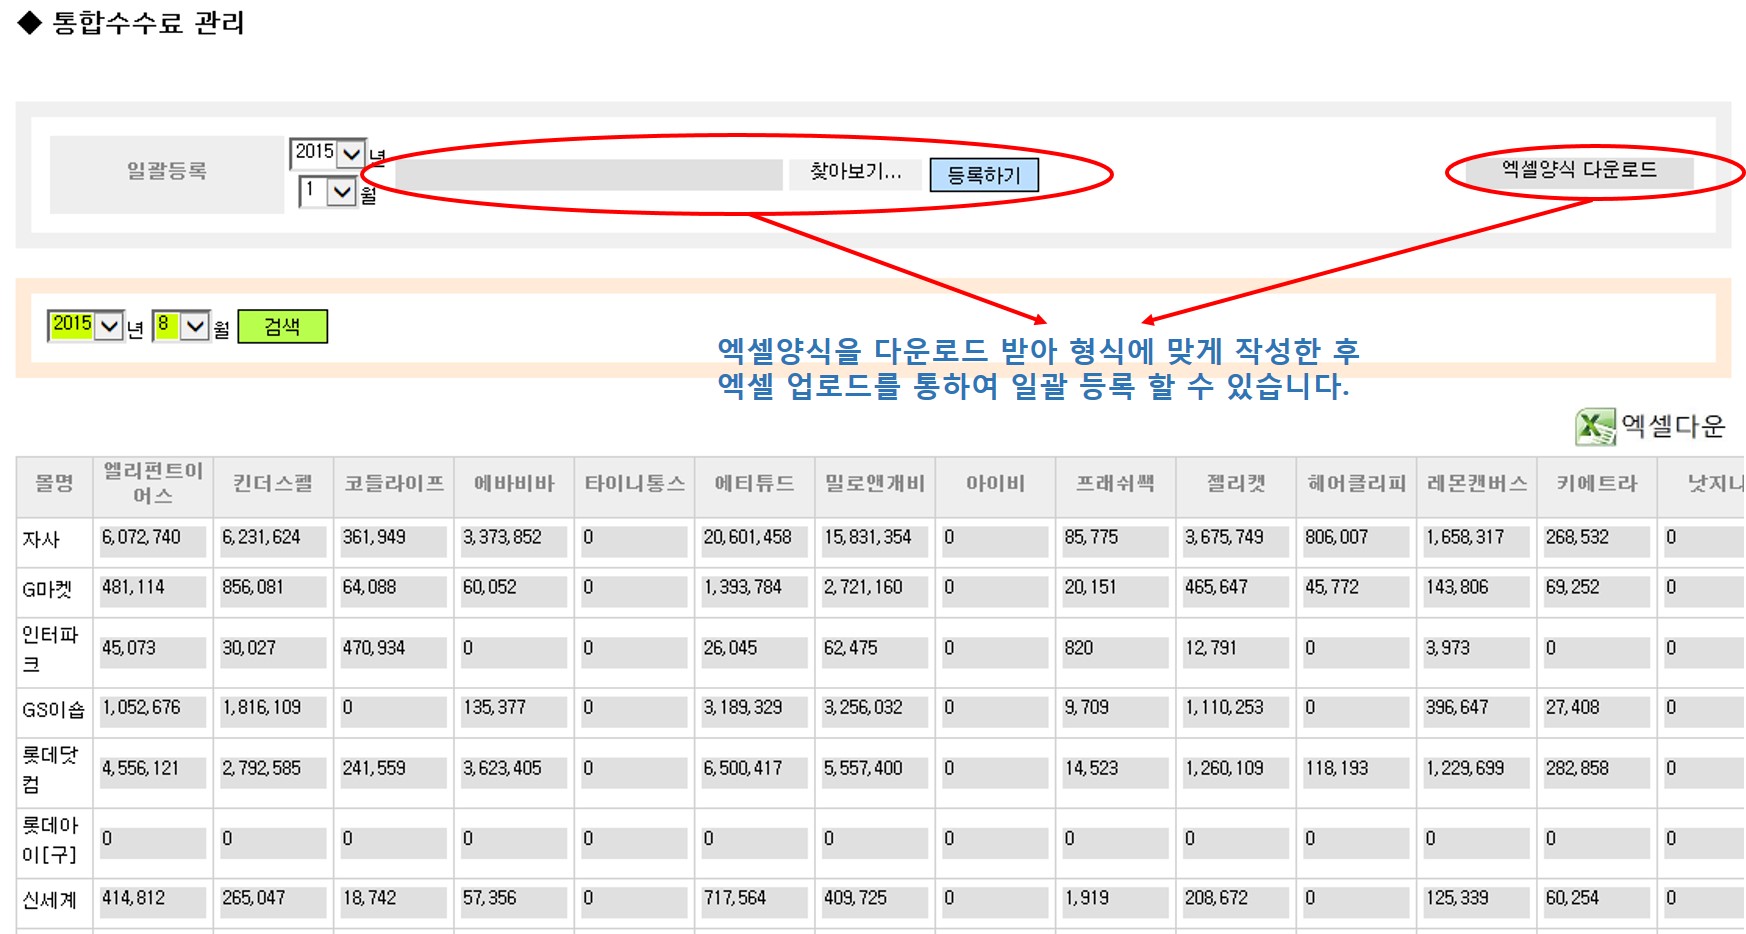 ◆ 통합수수료 관리
일괄등록
2015 년
1 월
찾아보기...
등록하기
엑셀양식 다운로드
2015 년 8 월 검색
엑셀양식을 다운로드 받아 형식에 맞게 작성한 후
엑셀 업로드를 통하여 일괄 등록 할 수 있습니다.
엑셀다운
몰명 엘리펀트이어스 킨더스펠 코들라이프 에바비바 타이니통스 에티튜드 밀로앤개비 아이비 프래쉬쌕 젤리캣 헤어클리피 레몬캔버스 키에트라 낫지니
자사 6,072,740 6,231,624 361,949 3,373,852 0 20,601,458 15,831,354 0 85,775 3,675,749 806,007 1,658,317 268,532 0
G마켓 481,114 856,081 64,088 60,052 0 1,393,784 2,721,160 0 20,151 465,647 45,772 143,806 69,252 0
인터파크 45,073 30,027 470,934 0 0 26,045 62,475 0 820 12,791 0 3,973 0 0
GS이숍 1,052,676 1,816,109 0 135,377 0 3,189,329 3,256,032 0 9,709 1,110,253 0 396,647 27,408 0
롯데닷컴 4,556,121 2,792,585 241,559 3,623,405 0 6,500,417 5,557,400 0 14,523 1,260,109 118,193 1,229,699 282,858 0
롯데아이[구] 0 0 0 0 0 0 0 0 0 0 0 0 0 0
신세계 414,812 265,047 18,742 57,356 0 717,564 409,725 0 1,919 208,672 0 125,339 60,254 0